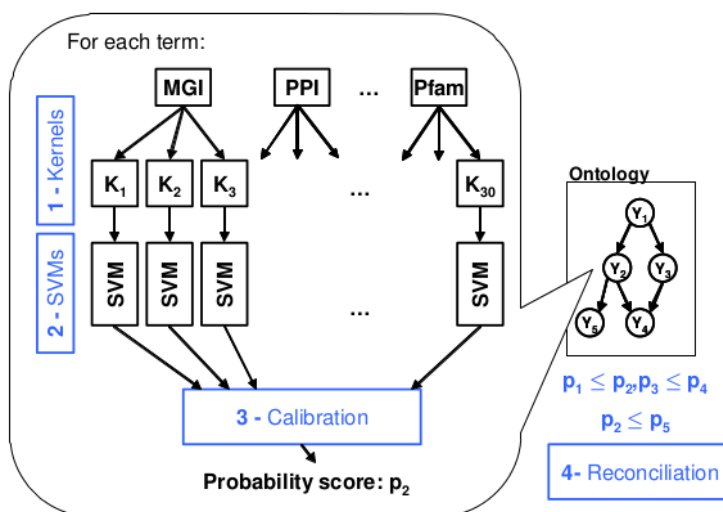 For each term:
MGI PPI ... Pfam
1 - Kernels
K1 K2 K3 ... K30
2 - SVMs
SVM SVM SVM ... SVM
3 - Calibration
Probability score: p2
Ontology
Y1
Y2 Y3
Y5 Y4
p1 ≤ p2,p3 ≤ p4
p2 ≤ p5
4- Reconciliation